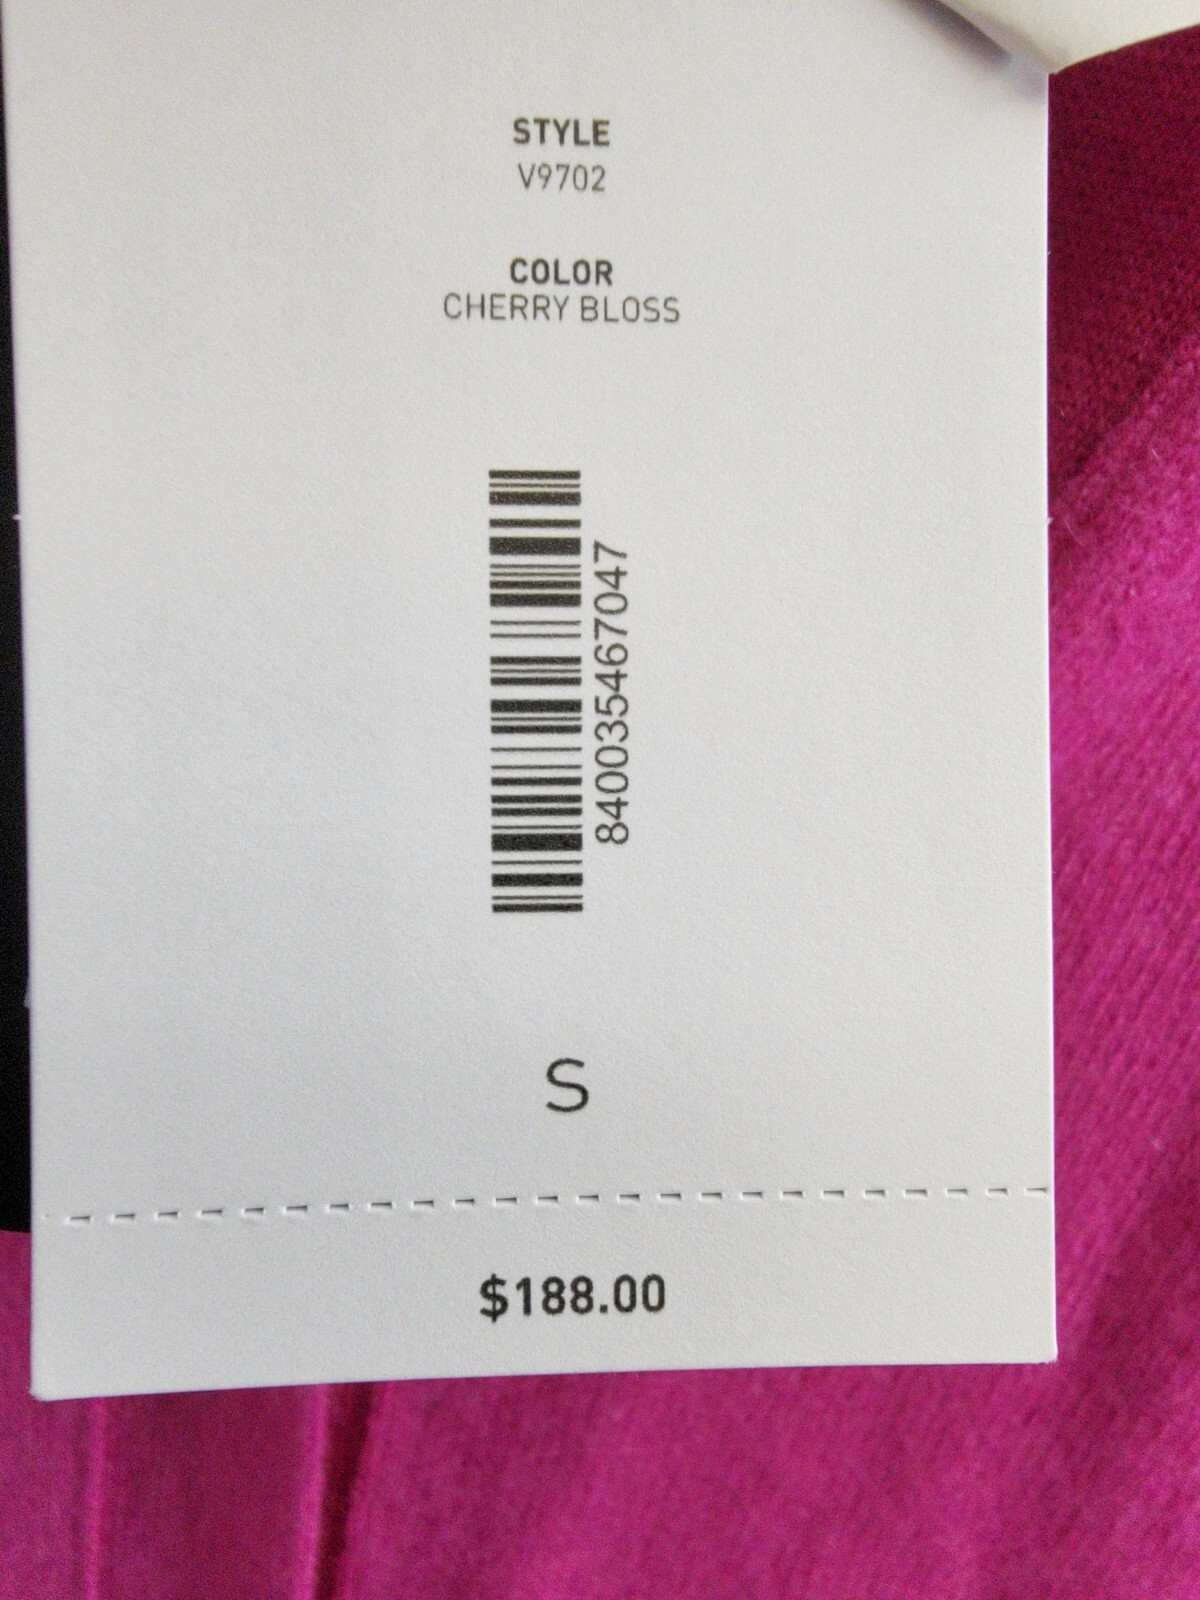 STYLE
V9702
COLOR
CHERRY BLOSS
840035467047
S
$188.00